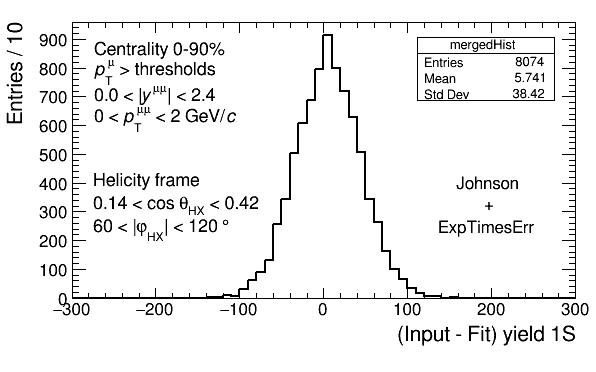 Entries / 10
900
800
700
600
500
400
300
200
100
0
Centrality 0-90%
p_T^μ > thresholds
0.0 < |y^μμ| < 2.4
0 < p_T^μμ < 2 GeV/c
Helicity frame
0.14 < cos θ_HX < 0.42
60 < |φ_HX| < 120 °
mergedHist
Entries 8074
Mean 5.741
Std Dev 38.42
Johnson
+
ExpTimesErr
−300 −200 −100 0 100 200 300
(Input - Fit) yield 1S